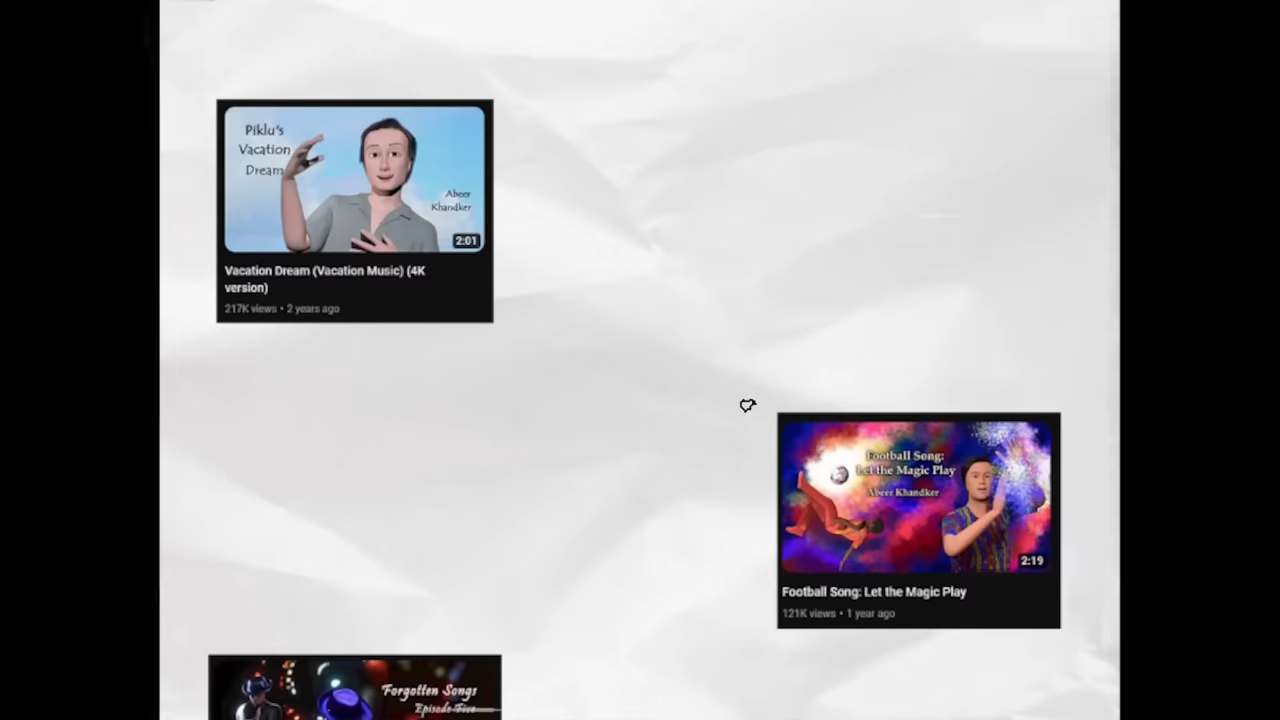 Piklu's
Vacation
Dream
Abeer
Khandker
2:01
Vacation Dream (Vacation Music) (4K
version)
217K views • 2 years ago
Football Song:
Let the Magic Play
Abeer Khandker
2:19
Football Song: Let the Magic Play
121K views • 1 year ago
Forgotten Songs
Episode Five